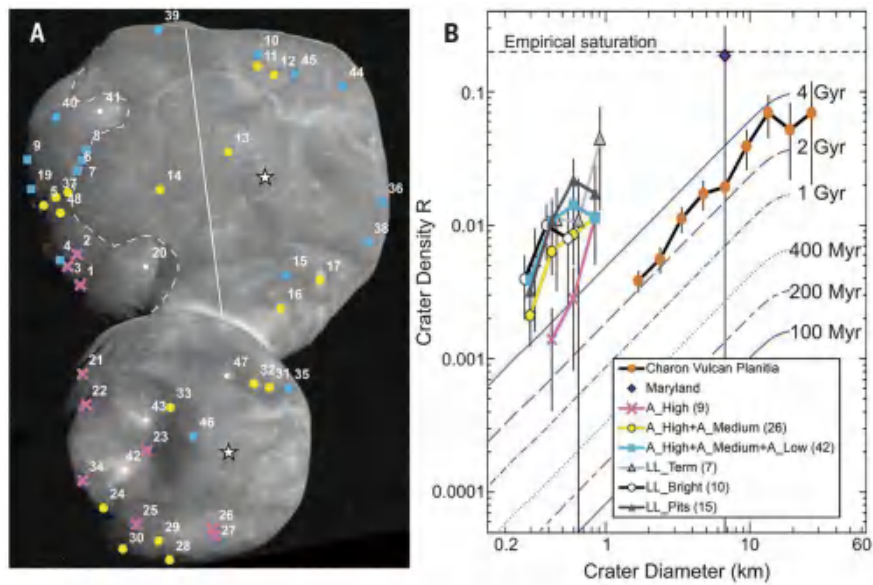 A
39
10
11
12
45
44
40
41
13
8
9
6
7
14
19
37
5
48
36
38
2
4
3
1
20
15
17
16
21
47
32
31
35
22
33
43
46
23
42
34
24
25
26
27
29
30
28
B
Empirical saturation
4 Gyr
2 Gyr
1 Gyr
400 Myr
200 Myr
100 Myr
Crater Density R
0.1
0.01
0.001
0.0001
Charon Vulcan Planitia
Maryland
A_High (9)
A_High+A_Medium (26)
A_High+A_Medium+A_Low (42)
LL_Term (7)
LL_Bright (10)
LL_Pits (15)
0.2
1
10
60
Crater Diameter (km)